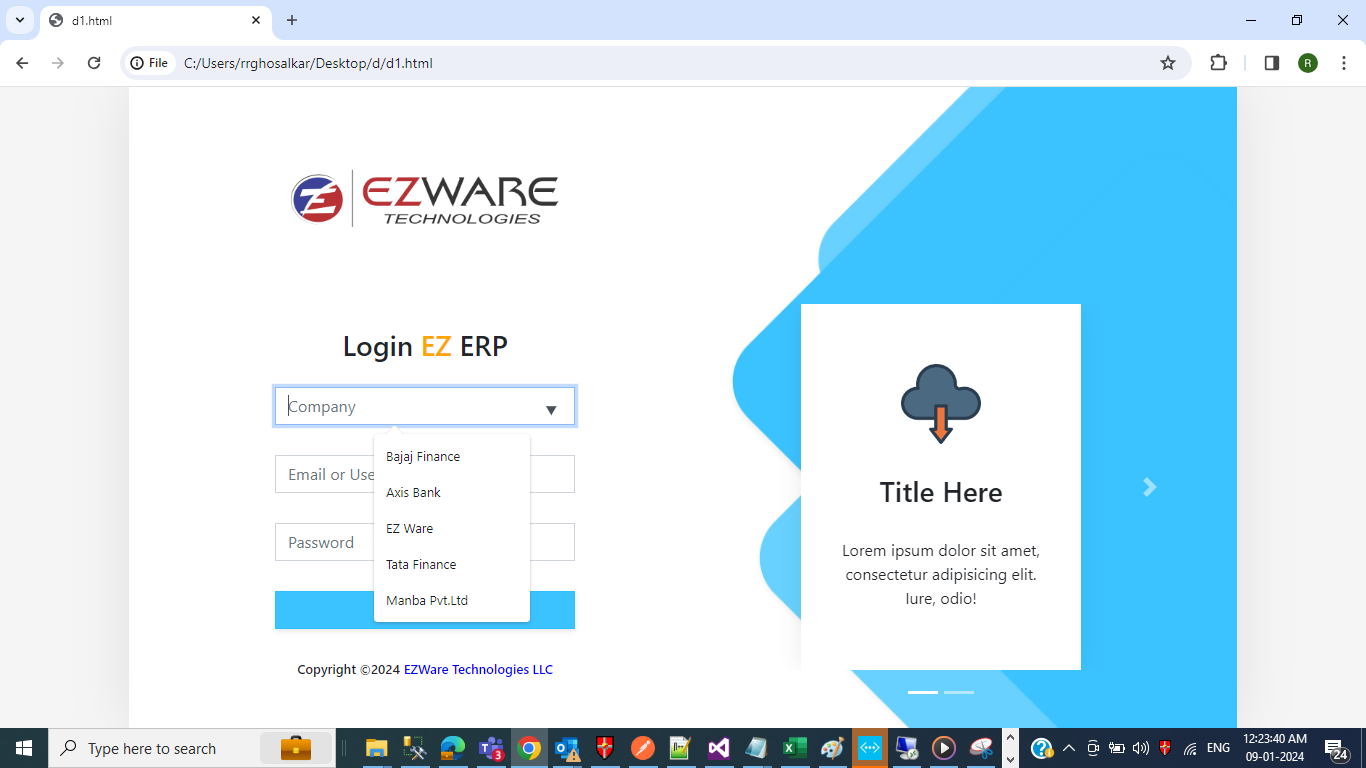 d1.html
File
C:/Users/rrghosalkar/Desktop/d/d1.html
R
EZWARE
TECHNOLOGIES
Login EZ ERP
Company
Bajaj Finance
Email or Use
Axis Bank
EZ Ware
Password
Tata Finance
Manba Pvt.Ltd
Copyright ©2024 EZWare Technologies LLC
Title Here
Lorem ipsum dolor sit amet,
consectetur adipisicing elit.
Iure, odio!
Type here to search
3
ENG
12:23:40 AM
09-01-2024
24